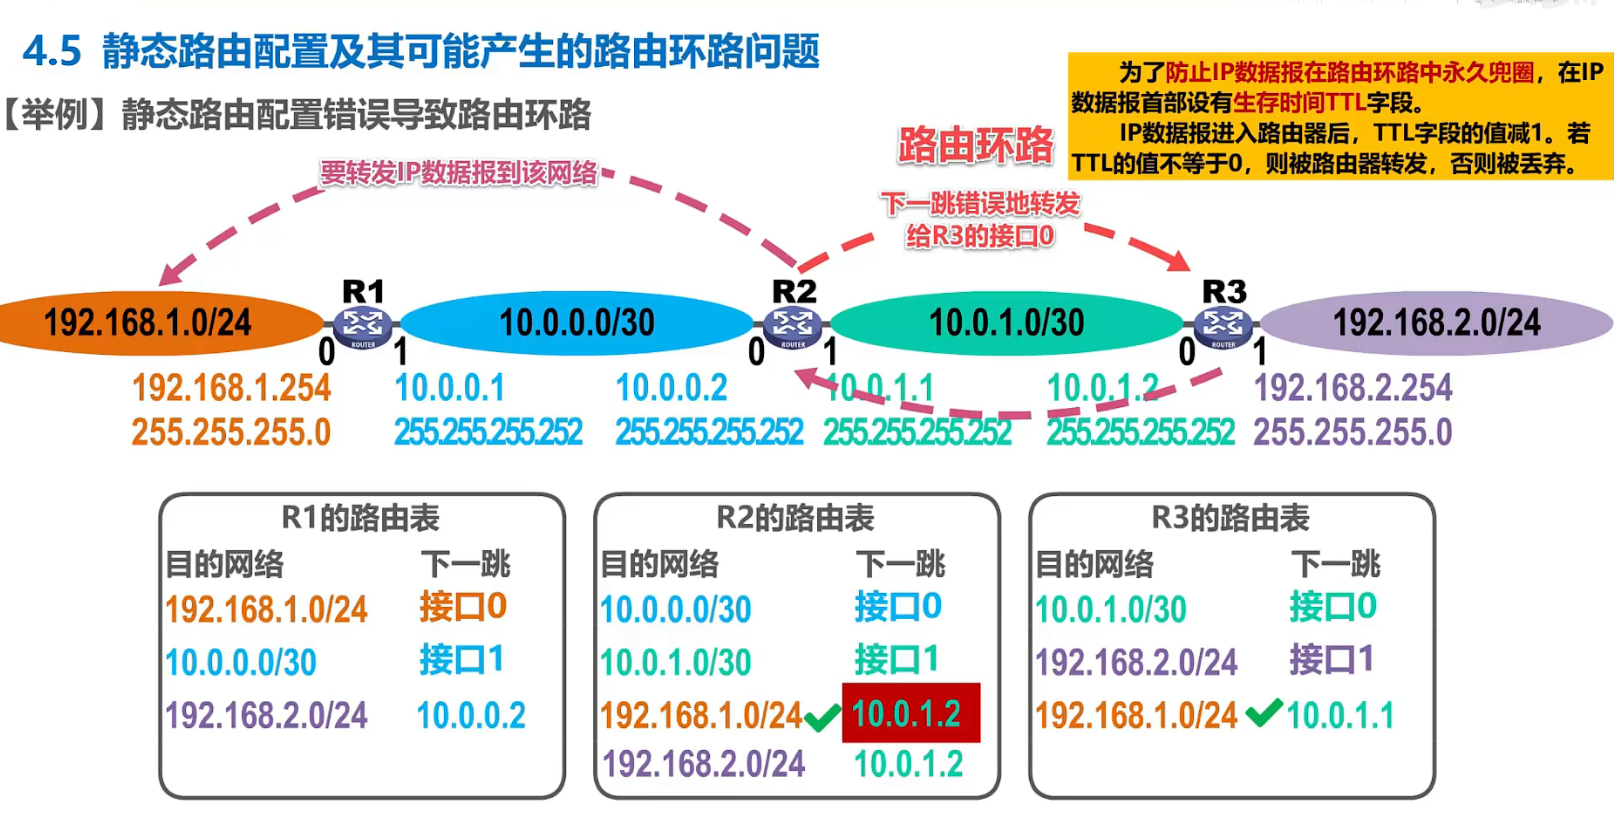 4.5 静态路由配置及其可能产生的路由环路问题
【举例】静态路由配置错误导致路由环路
为了防止IP数据报在路由环路中永久兜圈，在IP
数据报首部设有生存时间TTL字段。
IP数据报进入路由器后，TTL字段的值减1。若
TTL的值不等于0，则被路由器转发，否则被丢弃。
路由环路
要转发IP数据报到该网络
下一跳错误地转发
给R3的接口0
R1
R2
R3
192.168.1.0/24
ROUTER
10.0.0.0/30
ROUTER
10.0.1.0/30
ROUTER
192.168.2.0/24
0
1
0
1
0
1
192.168.1.254
10.0.0.1
10.0.0.2
10.0.1.1
10.0.1.2
192.168.2.254
255.255.255.0
255.255.255.252
255.255.255.252
255.255.255.252
255.255.255.252
255.255.255.0
R1的路由表
目的网络 下一跳
192.168.1.0/24 接口0
10.0.0.0/30 接口1
192.168.2.0/24 10.0.0.2
R2的路由表
目的网络 下一跳
10.0.0.0/30 接口0
10.0.1.0/30 接口1
192.168.1.0/24 10.0.1.2
192.168.2.0/24 10.0.1.2
R3的路由表
目的网络 下一跳
10.0.1.0/30 接口0
192.168.2.0/24 接口1
192.168.1.0/24 10.0.1.1